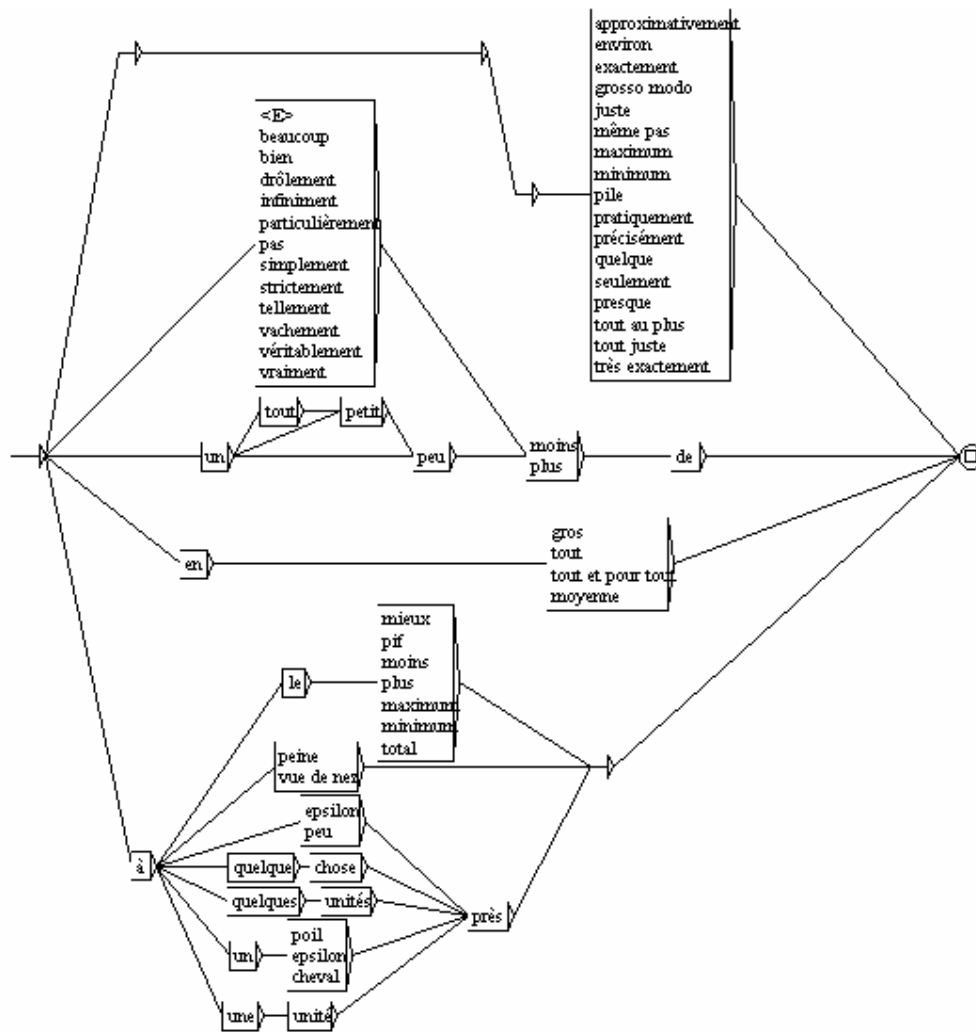 approximativement
environ
exactement
grosso modo
juste
même pas
maximum
minimum
pile
pratiquement
précisément
quelque
seulement
presque
tout au plus
tout juste
très exactement
<E>
beaucoup
bien
drôlement
infiniment
particulièrement
pas
simplement
strictement
tellement
vachement
véritablement
vraiment
tout
petit
un
peu
moins
plus
de
en
gros
tout
tout et pour tout
moyenne
le
mieux
pif
moins
plus
maximum
minimum
total
peine
vue de nez
à
epsilon
peu
quelque
chose
quelques
unités
un
poil
epsilon
cheval
près
une
unité